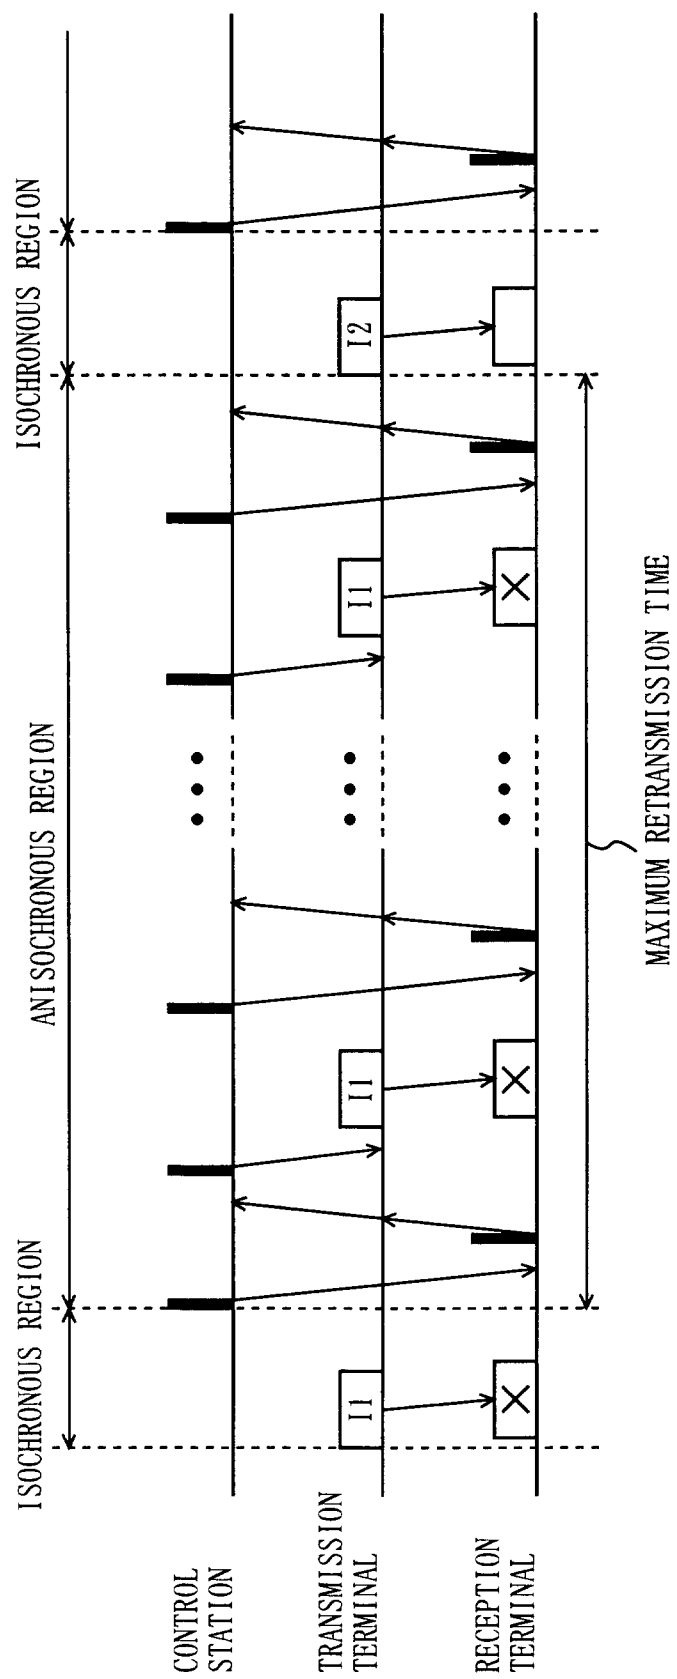 ISOCHRONOUS REGION
ANISOCHRONOUS REGION
ISOCHRONOUS REGION
CONTROL
STATION
TRANSMISSION
TERMINAL
I1
I1
I1
I2
RECEPTION
TERMINAL
MAXIMUM RETRANSMISSION TIME